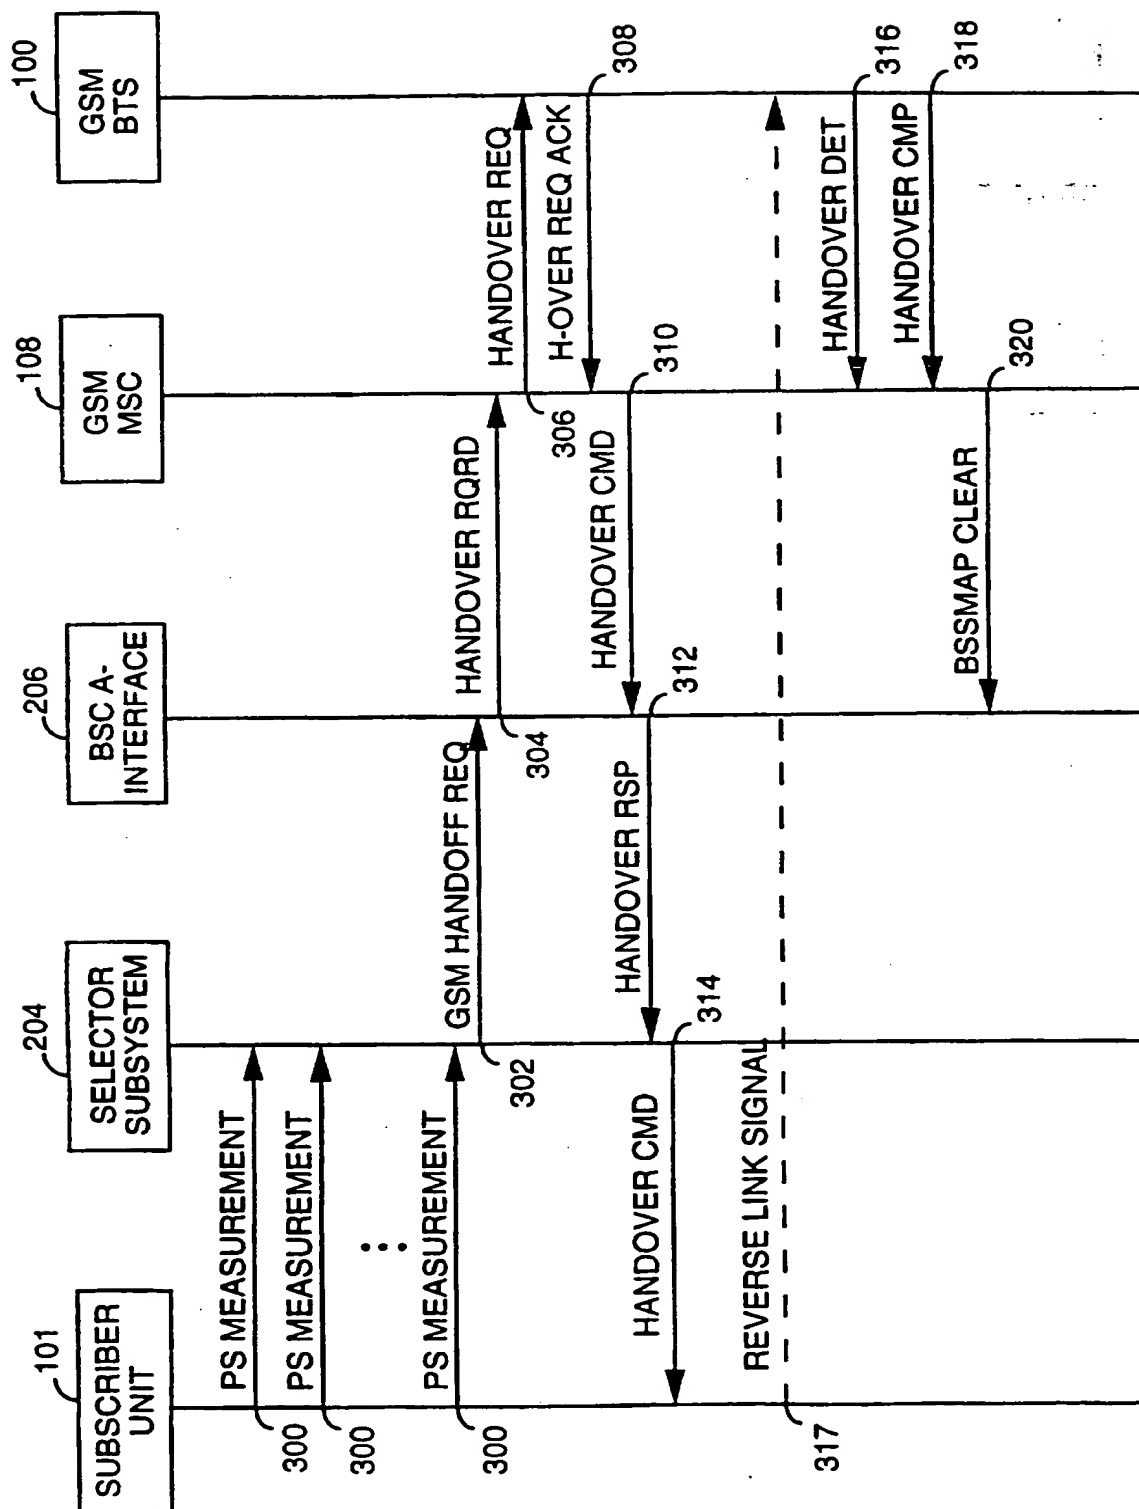 101
SUBSCRIBER
UNIT
204
SELECTOR
SUBSYSTEM
206
BSC A-
INTERFACE
108
GSM
MSC
100
GSM
BTS
PS MEASUREMENT
300
PS MEASUREMENT
300
PS MEASUREMENT
300
GSM HANDOFF REQ
302
HANDOVER RQRD
304
HANDOVER REQ
306
H-OVER REQ ACK
308
HANDOVER CMD
310
HANDOVER RSP
312
HANDOVER CMD
314
REVERSE LINK SIGNAL
317
HANDOVER DET
316
HANDOVER CMP
318
BSSMAP CLEAR
320